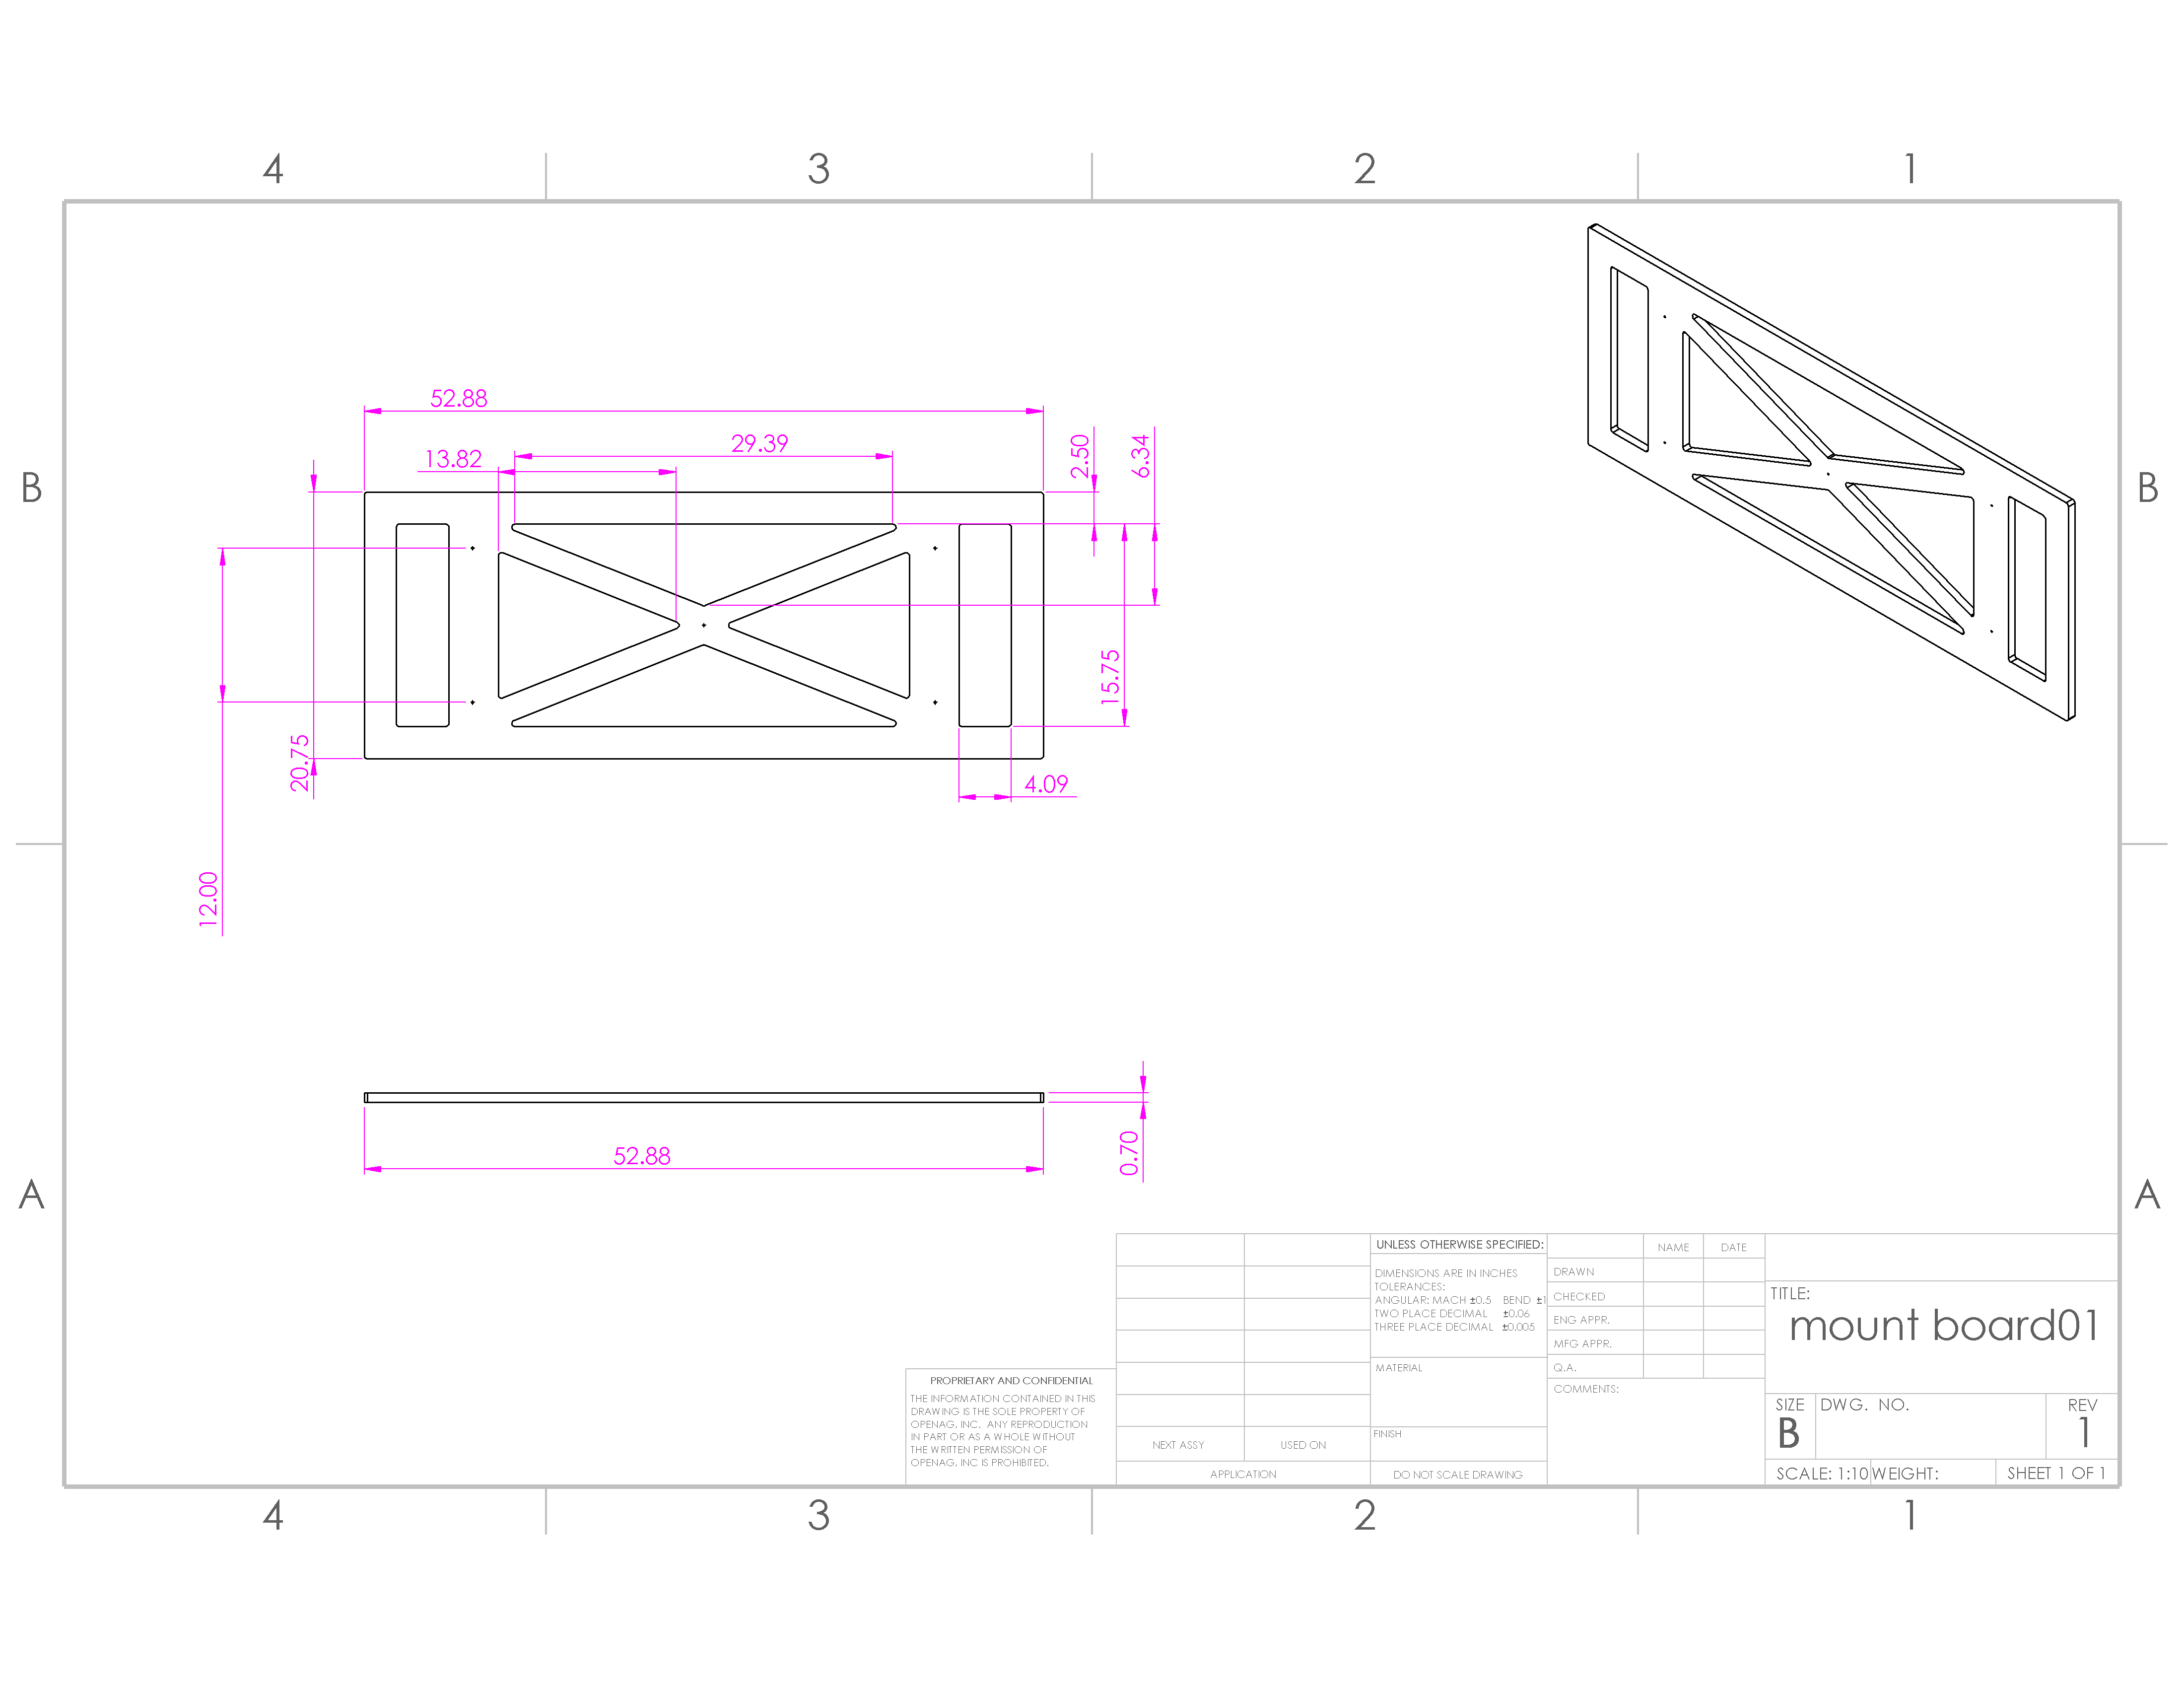 4 3 2 1
B B
52.88
29.39
13.82
2.50
6.34
15.75
20.75
4.09
12.00
52.88
0.70
A A
UNLESS OTHERWISE SPECIFIED:
DIMENSIONS ARE IN INCHES
TOLERANCES:
ANGULAR: MACH ±0.5 BEND ±1
TWO PLACE DECIMAL ±0.06
THREE PLACE DECIMAL ±0.005
MATERIAL
FINISH
DO NOT SCALE DRAWING
NAME DATE
DRAWN
CHECKED
ENG APPR.
MFG APPR.
Q.A.
COMMENTS:
TITLE:
mount board01
SIZE DWG. NO. REV
B 1
SCALE: 1:10 WEIGHT: SHEET 1 OF 1
PROPRIETARY AND CONFIDENTIAL
THE INFORMATION CONTAINED IN THIS
DRAWING IS THE SOLE PROPERTY OF
OPENAG, INC. ANY REPRODUCTION
IN PART OR AS A WHOLE WITHOUT
THE WRITTEN PERMISSION OF
OPENAG, INC IS PROHIBITED.
NEXT ASSY USED ON
APPLICATION
4 3 2 1